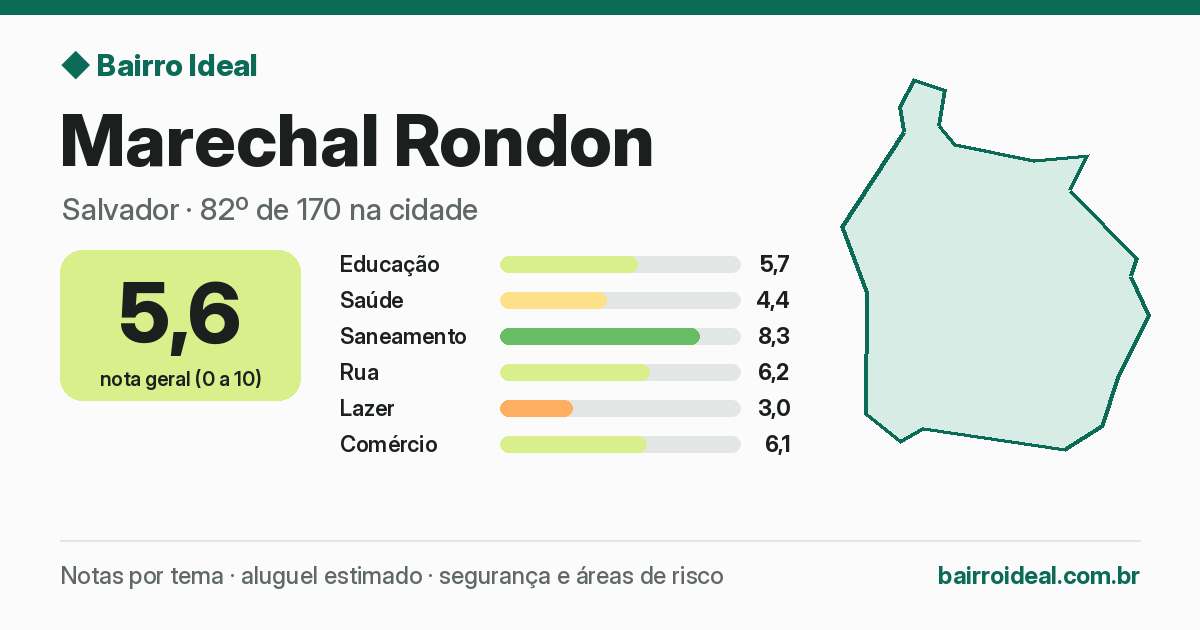 Bairro Ideal
Marechal Rondon
Salvador · 82º de 170 na cidade
5,6
nota geral (0 a 10)
Educação 5,7
Saúde 4,4
Saneamento 8,3
Rua 6,2
Lazer 3,0
Comércio 6,1
Notas por tema · aluguel estimado · segurança e áreas de risco
bairroideal.com.br